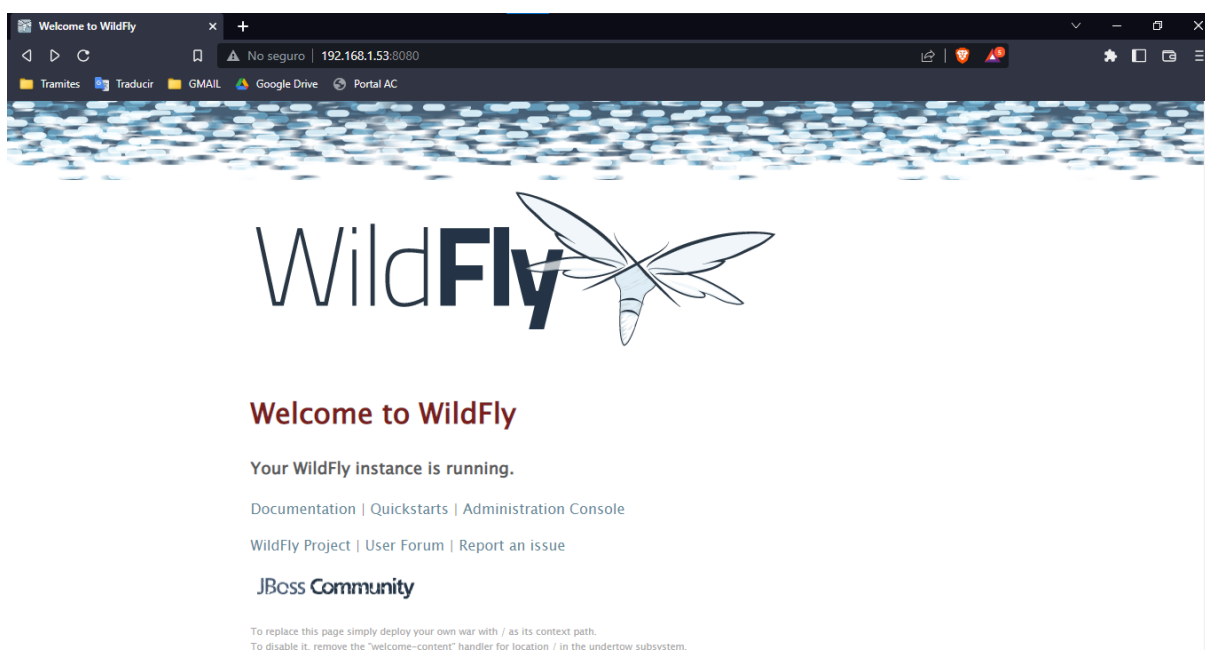 Welcome to WildFly
No seguro | 192.168.1.53:8080
5
Tramites Traducir GMAIL Google Drive Portal AC
WildFly
Welcome to WildFly
Your WildFly instance is running.
Documentation | Quickstarts | Administration Console
WildFly Project | User Forum | Report an issue
JBoss Community
To replace this page simply deploy your own war with / as its context path.
To disable it, remove the "welcome-content" handler for location / in the undertow subsystem.